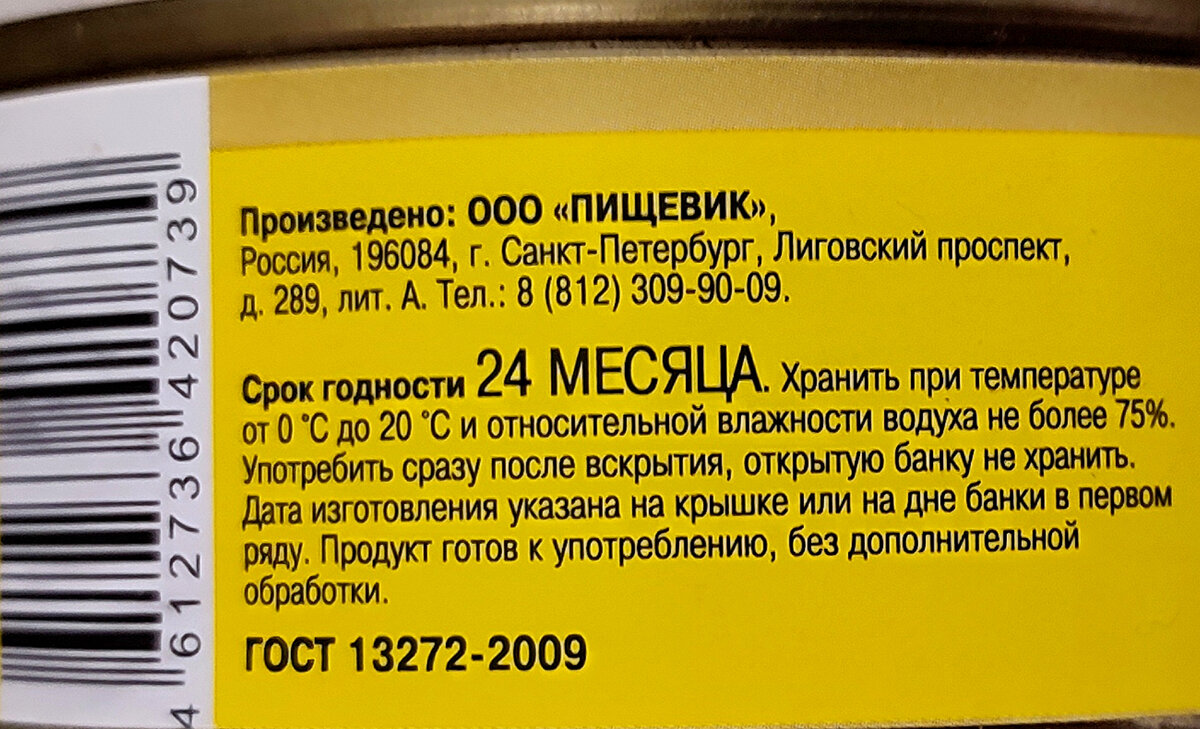 Произведено: ООО «ПИЩЕВИК»,
Россия, 196084, г. Санкт-Петербург, Лиговский проспект,
д. 289, лит. А. Тел.: 8 (812) 309-90-09.
Срок годности 24 МЕСЯЦА. Хранить при температуре
от 0 °С до 20 °С и относительной влажности водуха не более 75%.
Употребить сразу после вскрытия, открытую банку не хранить.
Дата изготовления указана на крышке или на дне банки в первом
ряду. Продукт готов к употреблению, без дополнительной
обработки.
ГОСТ 13272-2009
4 612736 420739